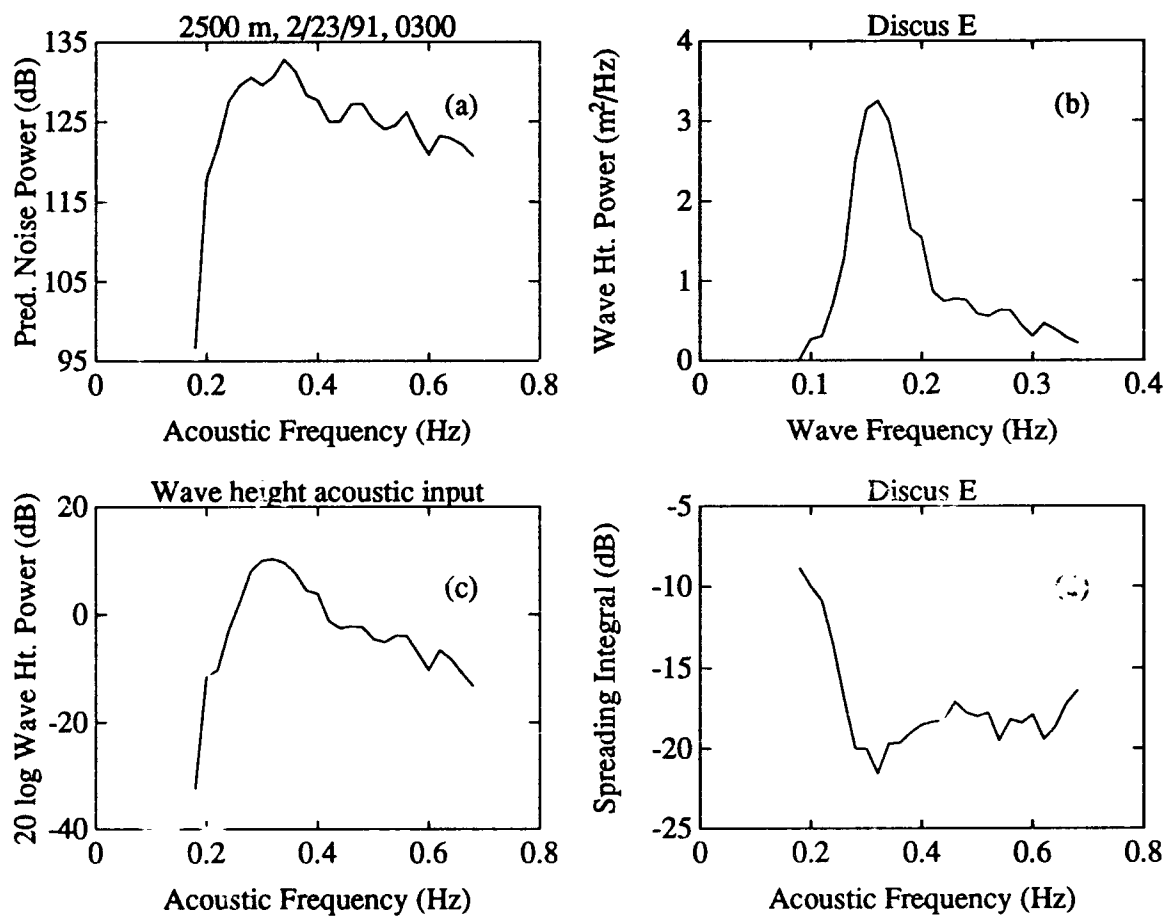 2500 m, 2/23/91, 0300
Pred. Noise Power (dB)
135
125
115
105
95
(a)
0
0.2
0.4
0.6
0.8
Acoustic Frequency (Hz)
Discus E
Wave Ht. Power (m²/Hz)
4
3
2
1
0
(b)
0
0.1
0.2
0.3
0.4
Wave Frequency (Hz)
Wave height acoustic input
20 log Wave Ht. Power (dB)
20
0
-20
-40
(c)
0
0.2
0.4
0.6
0.8
Acoustic Frequency (Hz)
Discus E
Spreading Integral (dB)
-5
-10
-15
-20
-25
0
0.2
0.4
0.6
0.8
Acoustic Frequency (Hz)